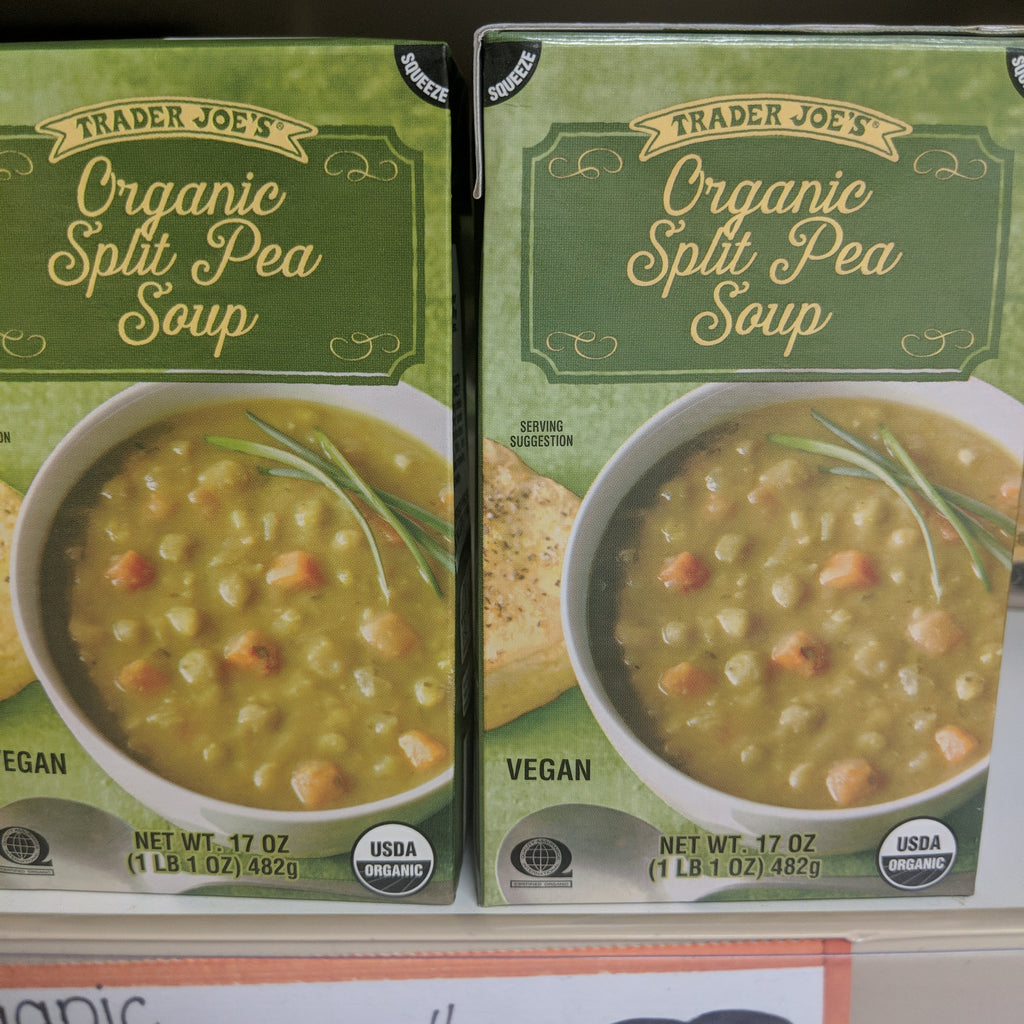 SQUEEZE
TRADER JOE'S®
Organic
Split Pea
Soup
VEGAN
NET WT. 17 OZ
(1 LB 1 OZ) 482g
USDA
ORGANIC
SQUEEZE
TRADER JOE'S®
Organic
Split Pea
Soup
SERVING
SUGGESTION
VEGAN
CERTIFIED ORGANIC
NET WT. 17 OZ
(1 LB 1 OZ) 482g
USDA
ORGANIC